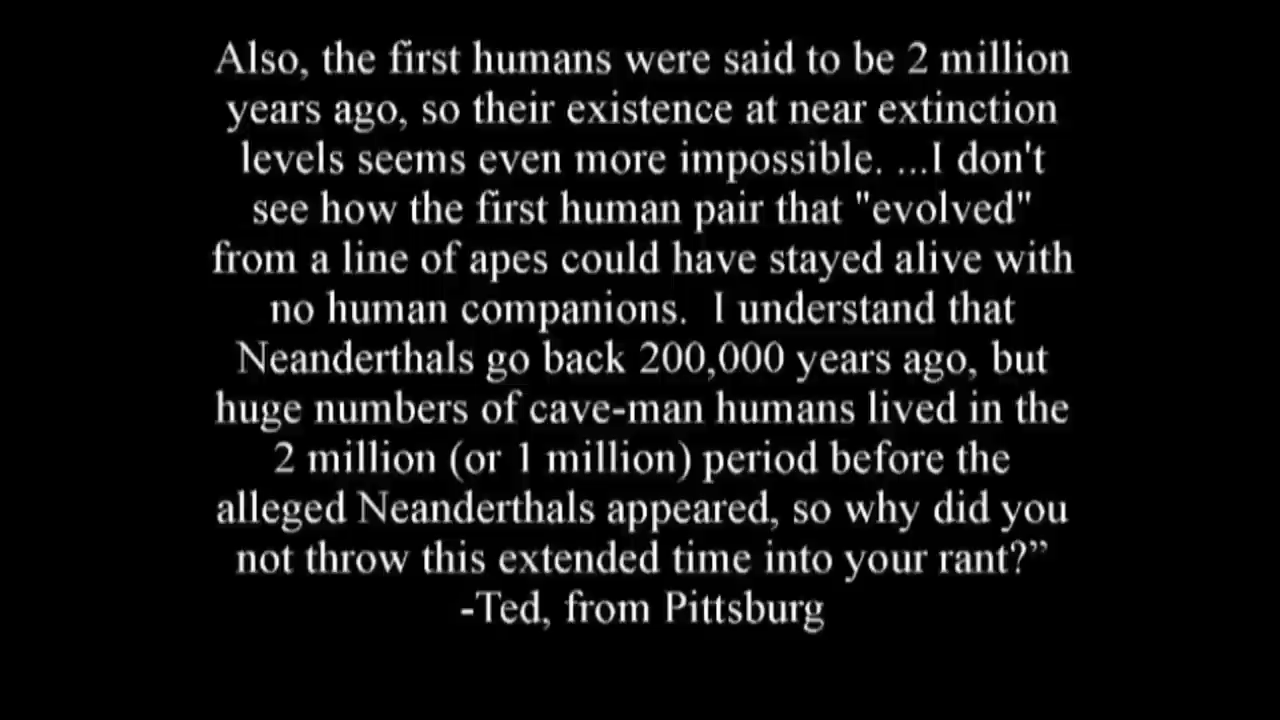 Also, the first humans were said to be 2 million
years ago, so their existence at near extinction
levels seems even more impossible. ...I don't
see how the first human pair that "evolved"
from a line of apes could have stayed alive with
no human companions.  I understand that
Neanderthals go back 200,000 years ago, but
huge numbers of cave-man humans lived in the
2 million (or 1 million) period before the
alleged Neanderthals appeared, so why did you
not throw this extended time into your rant?”
-Ted, from Pittsburg